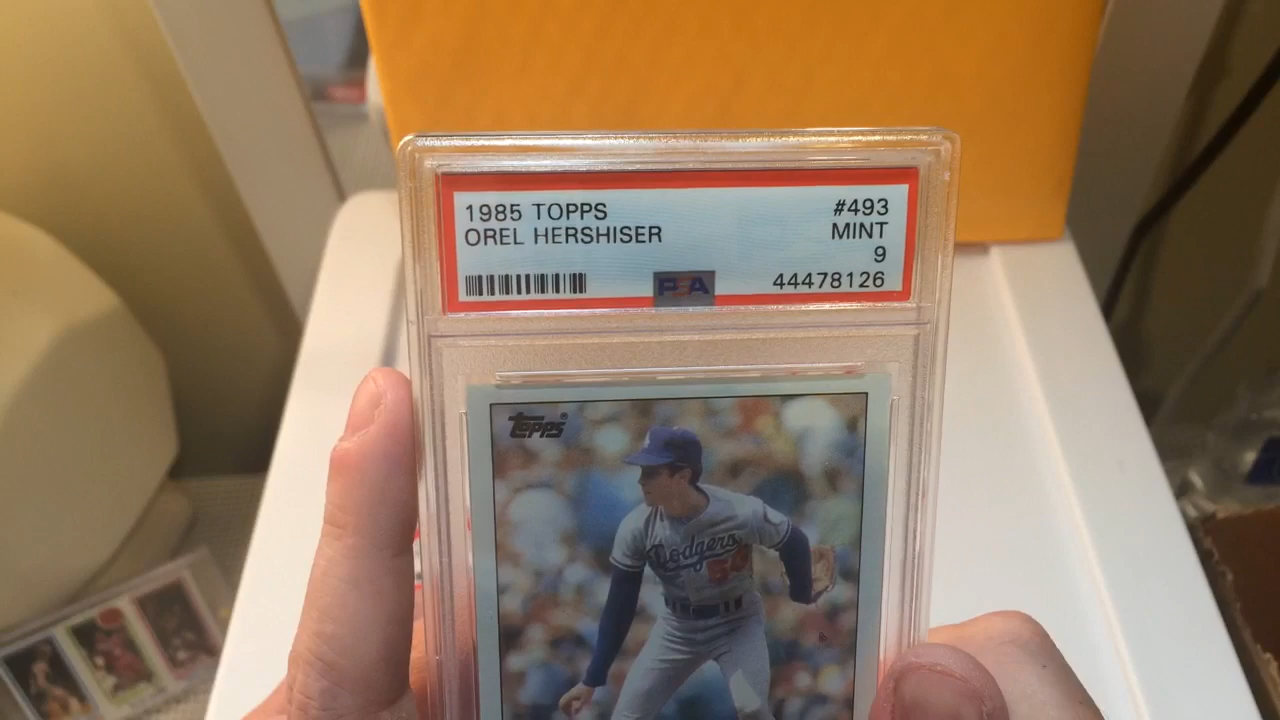 1985 TOPPS #493
OREL HERSHISER MINT
9
PSA 44478126
Topps
Dodgers